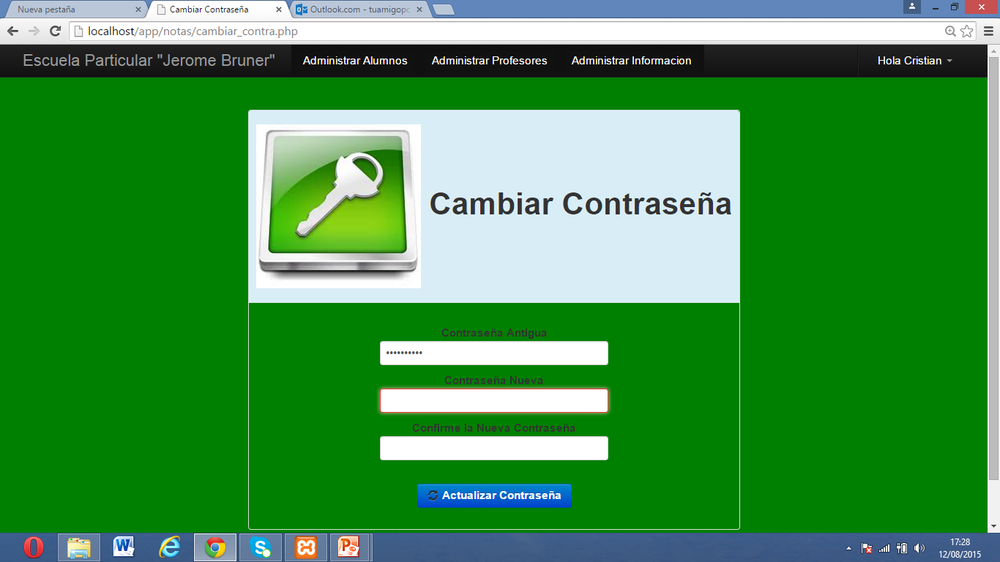 Nueva pestaña
Cambiar Contraseña
Outlook.com - tuamigopc
localhost/app/notas/cambiar_contra.php
Escuela Particular "Jerome Bruner"
Administrar Alumnos
Administrar Profesores
Administrar Informacion
Hola Cristian
Cambiar Contraseña
Contraseña Antigua
Contraseña Nueva
Confirme la Nueva Contraseña
Actualizar Contraseña
17:28
12/08/2015